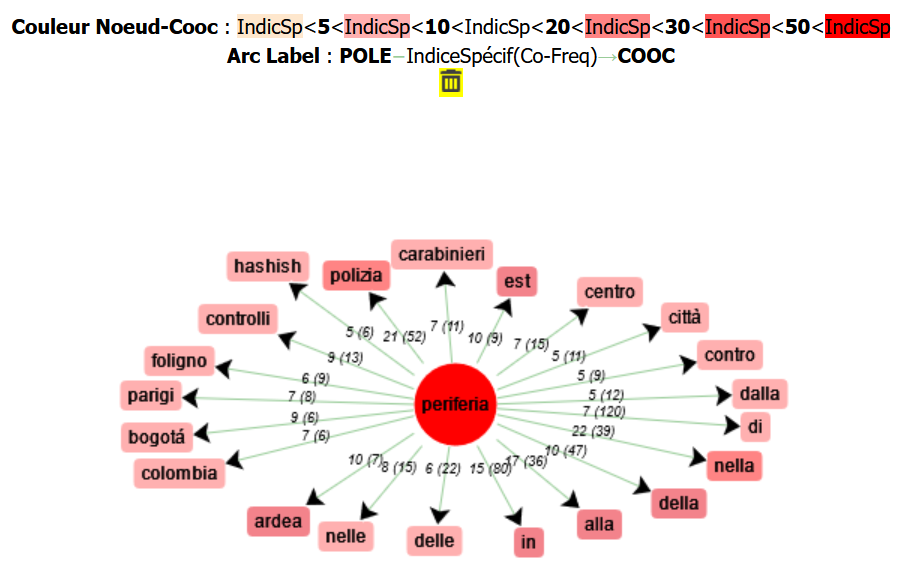 Couleur Noeud-Cooc : IndicSp<5<IndicSp<10<IndicSp<20<IndicSp<30<IndicSp<50<IndicSp
Arc Label : POLE−IndiceSpécif(Co-Freq)→COOC
carabinieri
hashish
polizia
est
centro
controlli
città
foligno
contro
parigi
dalla
bogotá
di
colombia
nella
ardea
della
nelle
delle
in
alla
periferia
5 (6)
21 (52)
7 (11)
10 (9)
7 (15)
9 (13)
5 (11)
6 (9)
5 (9)
7 (8)
5 (12)
9 (6)
7 (120)
7 (6)
22 (39)
10 (7)
8 (15)
6 (22)
15 (80)
17 (36)
10 (47)